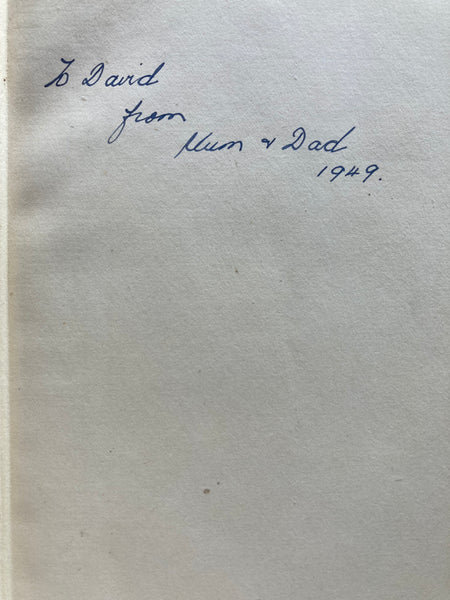 To David
from
Mum & Dad
1949.